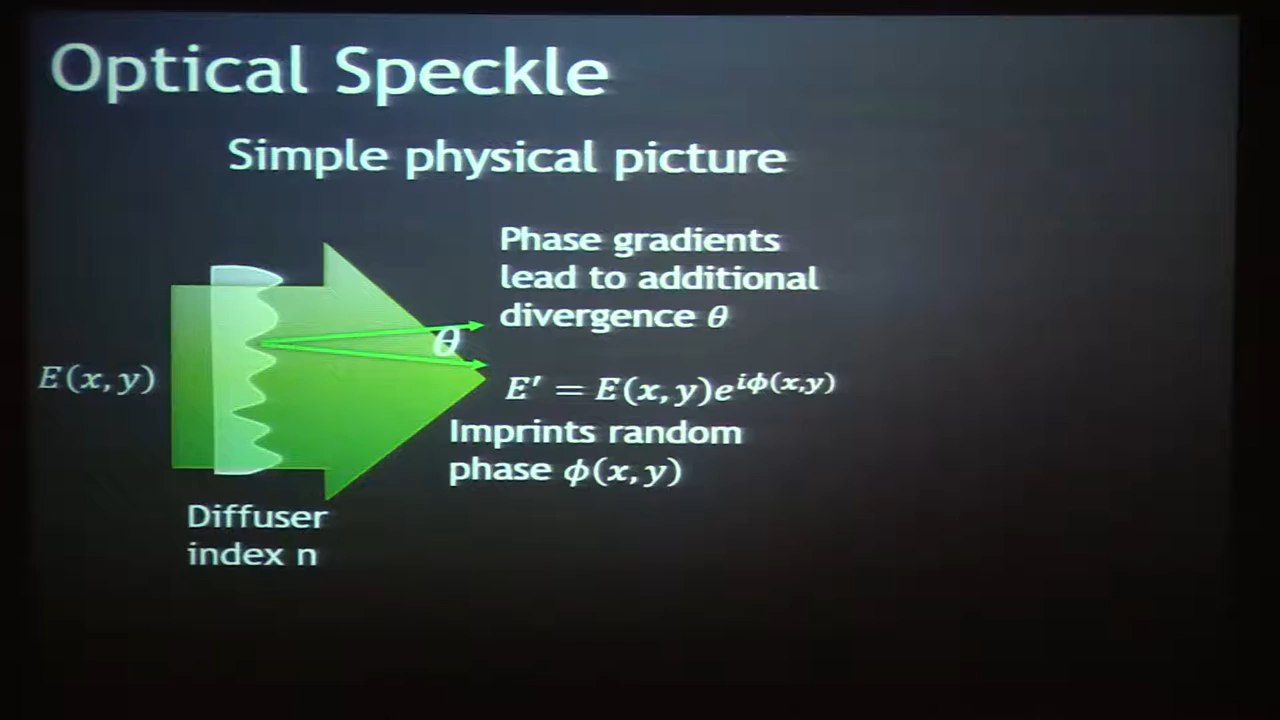 Optical Speckle
Simple physical picture
Phase gradients
lead to additional
divergence θ
θ
E(x, y)
E′ = E(x, y)e^{iϕ(x,y)}
Imprints random
phase ϕ(x, y)
Diffuser
index n